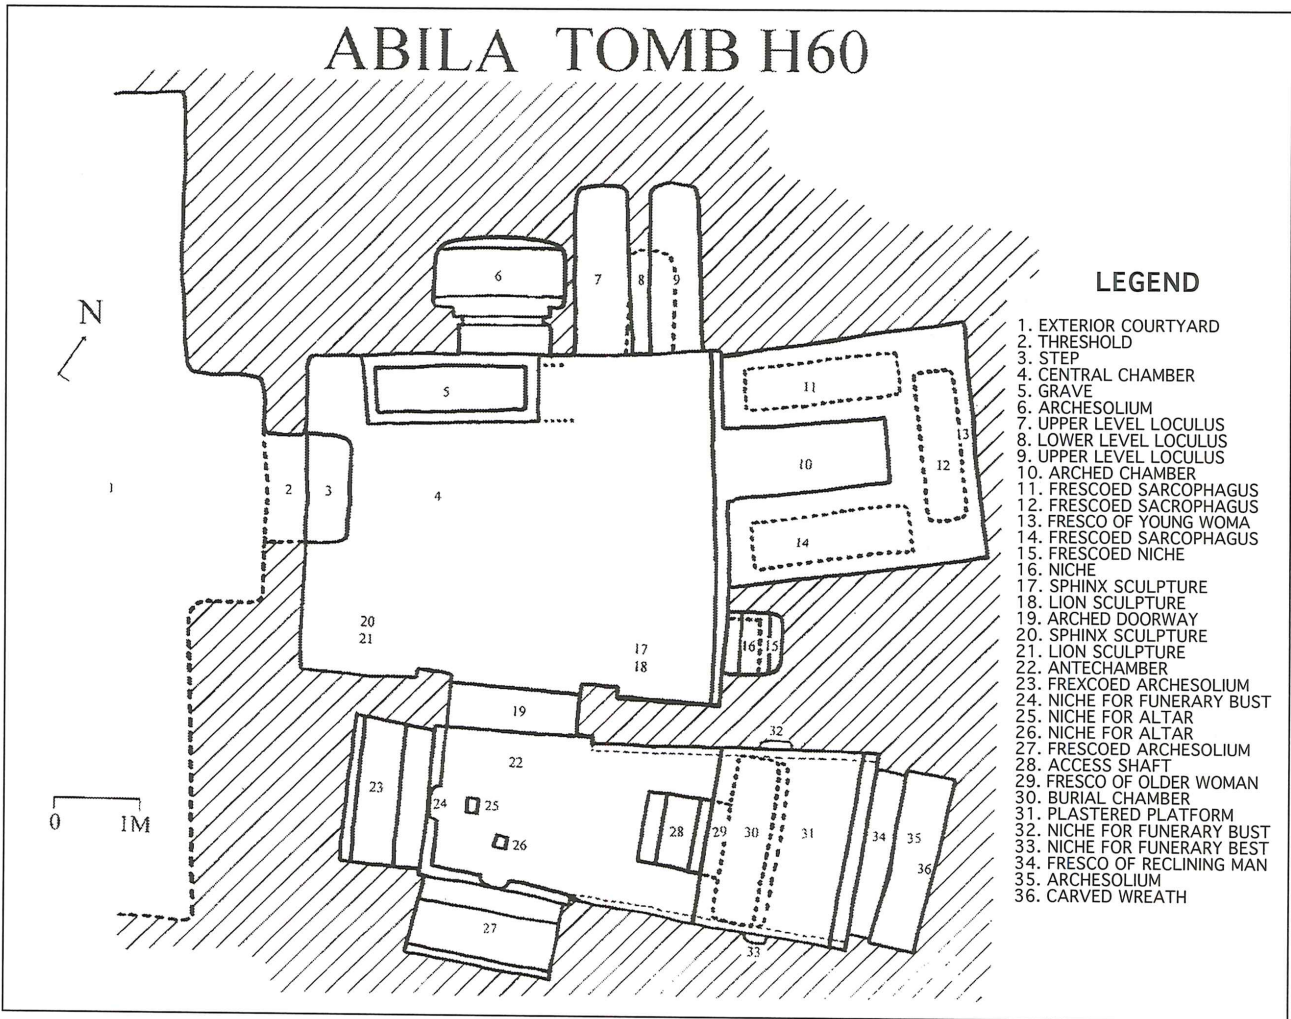 ABILA TOMB H60
N
0 1M
1
2
3
4
5
6
7
8
9
10
11
12
13
14
15
16
17
18
19
20
21
22
23
24
25
26
27
28
29
30
31
32
33
34
35
36
LEGEND
1. EXTERIOR COURTYARD
2. THRESHOLD
3. STEP
4. CENTRAL CHAMBER
5. GRAVE
6. ARCHESOLIUM
7. UPPER LEVEL LOCULUS
8. LOWER LEVEL LOCULUS
9. UPPER LEVEL LOCULUS
10. ARCHED CHAMBER
11. FRESCOED SARCOPHAGUS
12. FRESCOED SACROPHAGUS
13. FRESCO OF YOUNG WOMA
14. FRESCOED SARCOPHAGUS
15. FRESCOED NICHE
16. NICHE
17. SPHINX SCULPTURE
18. LION SCULPTURE
19. ARCHED DOORWAY
20. SPHINX SCULPTURE
21. LION SCULPTURE
22. ANTECHAMBER
23. FREXCOED ARCHESOLIUM
24. NICHE FOR FUNERARY BUST
25. NICHE FOR ALTAR
26. NICHE FOR ALTAR
27. FRESCOED ARCHESOLIUM
28. ACCESS SHAFT
29. FRESCO OF OLDER WOMAN
30. BURIAL CHAMBER
31. PLASTERED PLATFORM
32. NICHE FOR FUNERARY BUST
33. NICHE FOR FUNERARY BEST
34. FRESCO OF RECLINING MAN
35. ARCHESOLIUM
36. CARVED WREATH